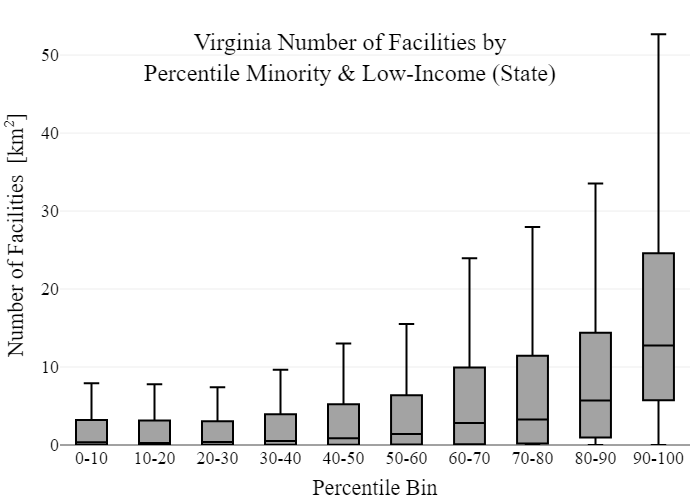 Virginia Number of Facilities by
Percentile Minority & Low-Income (State)
Number of Facilities [km²]
50
40
30
20
10
0
0-10 10-20 20-30 30-40 40-50 50-60 60-70 70-80 80-90 90-100
Percentile Bin